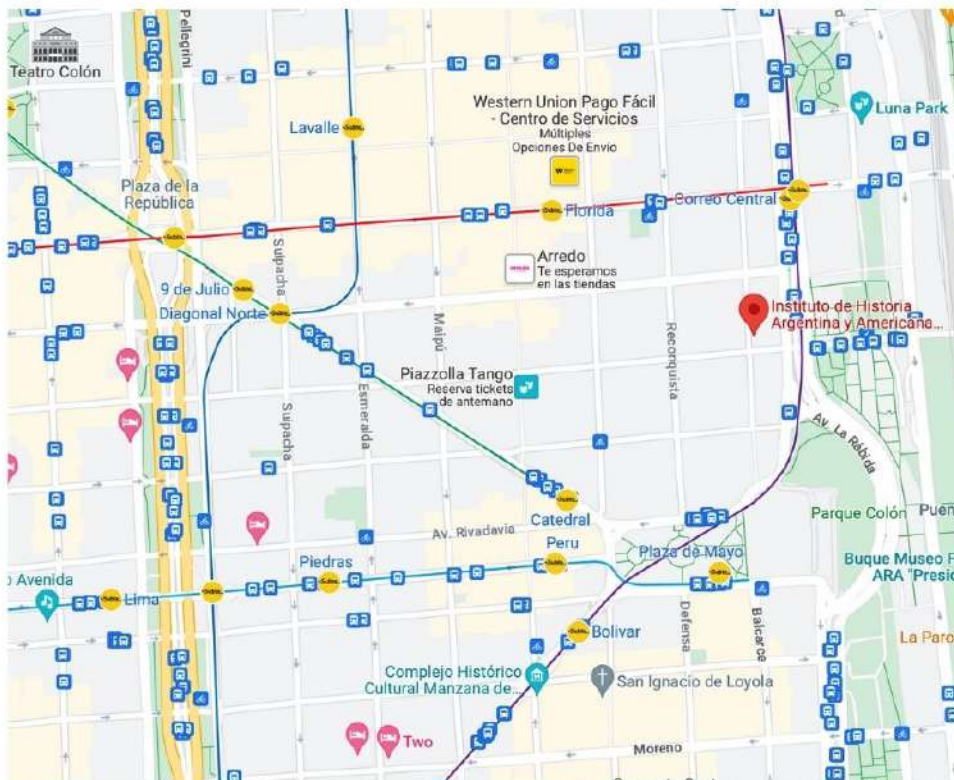 Pellegrini
Teatro Colón
Lavalle
Western Union Pago Fácil
- Centro de Servicios
Múltiples
Opciones De Envio
Luna Park
Plaza de la
República
Florida
Correo Central
Suipacha
9 de Julio
Diagonal Norte
Arredo
Te esperamos
en las tiendas
Maipú
Reconquista
Instituto de Historia
Argentina y Americana...
Piazzolla Tango
Reserva tickets
de antemano
Esmeralda
Suipacha
Av. La Rábida
Catedral
Av. Rivadavia
Parque Colón
Peru
Plaza de Mayo
Piedras
Buque Museo F
ARA "Presid
o Avenida
Lima
Defensa
Balcarce
Bolivar
La Paro
Complejo Histórico
Cultural Manzana de...
San Ignacio de Loyola
Two
Moreno